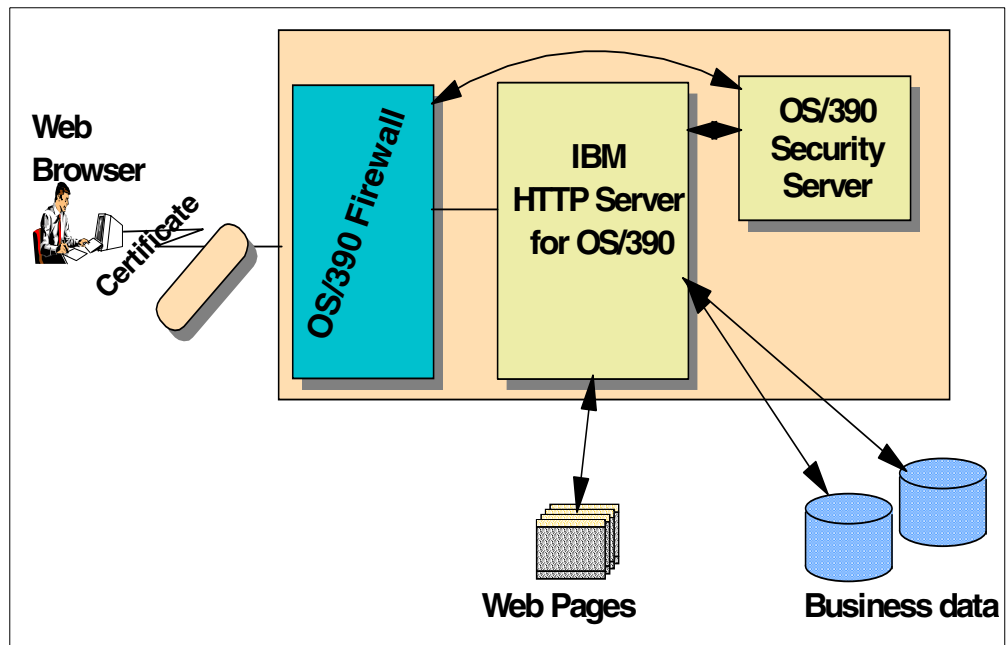 Web
Browser
Certificate
OS/390 Firewall
IBM
HTTP Server
for OS/390
OS/390
Security
Server
Web Pages
Business data